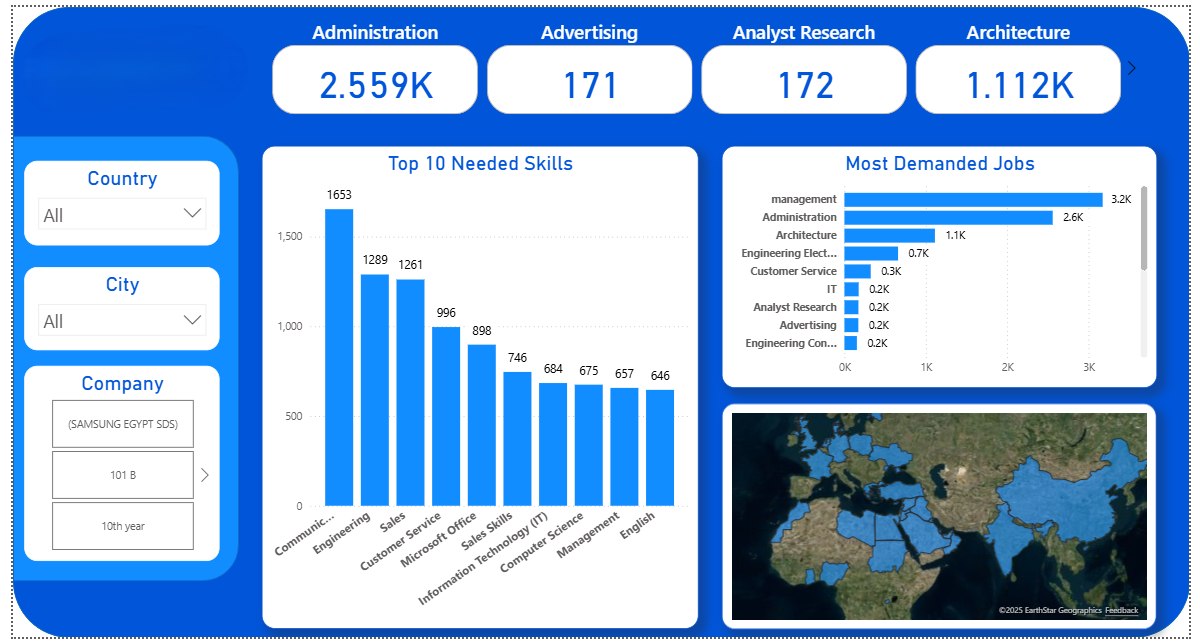 Administration
Advertising
Analyst Research
Architecture
2.559K
171
172
1.112K
Country
All
City
All
Company
(SAMSUNG EGYPT SDS)
101 B
10th year
Top 10 Needed Skills
1,500
1,000
500
0
1653
1289
1261
996
898
746
684
675
657
646
Communic...
Engineering
Sales
Customer Service
Microsoft Office
Sales Skills
Information Technology (IT)
Computer Science
Management
English
Most Demanded Jobs
management 3.2K
Administration 2.6K
Architecture 1.1K
Engineering Elect... 0.7K
Customer Service 0.3K
IT 0.2K
Analyst Research 0.2K
Advertising 0.2K
Engineering Con... 0.2K
0K 1K 2K 3K
©2025 EarthStar Geographics Feedback